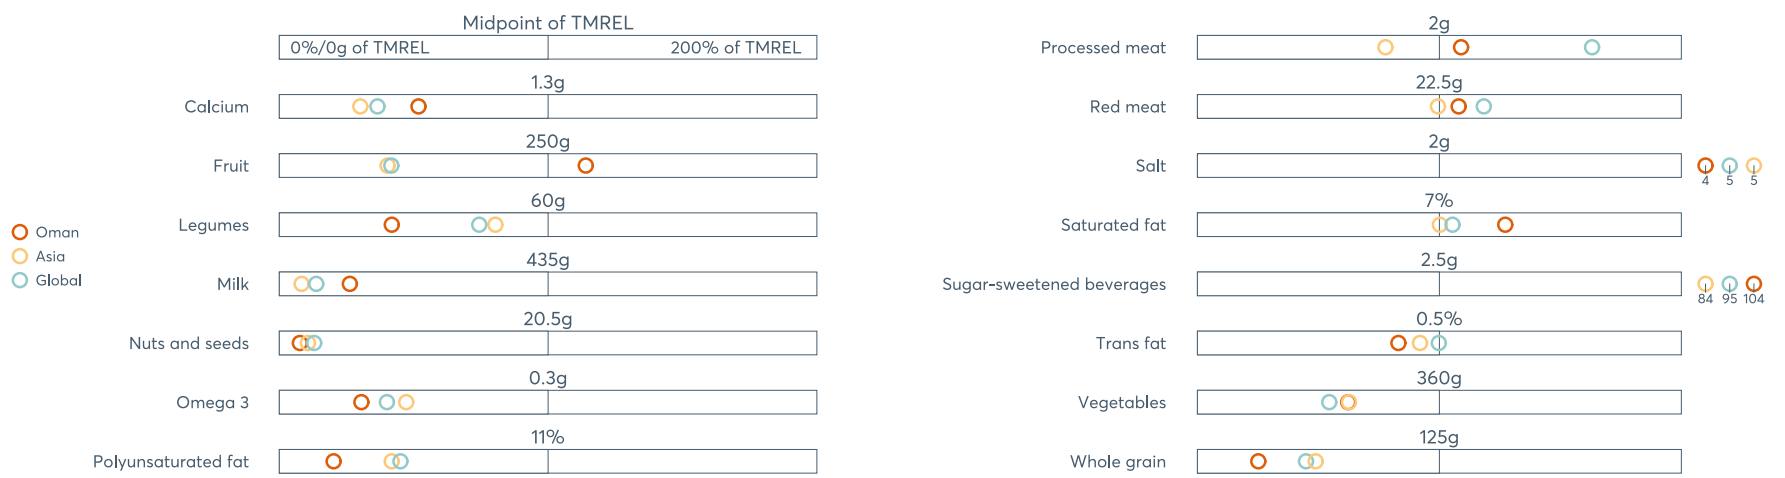 Midpoint of TMREL
0%/0g of TMREL 200% of TMREL
1.3g
Calcium
250g
Fruit
60g
Legumes
435g
Milk
20.5g
Nuts and seeds
0.3g
Omega 3
11%
Polyunsaturated fat
Oman
Asia
Global
2g
Processed meat
22.5g
Red meat
2g
Salt
4 5 5
7%
Saturated fat
2.5g
Sugar-sweetened beverages
84 95 104
0.5%
Trans fat
360g
Vegetables
125g
Whole grain